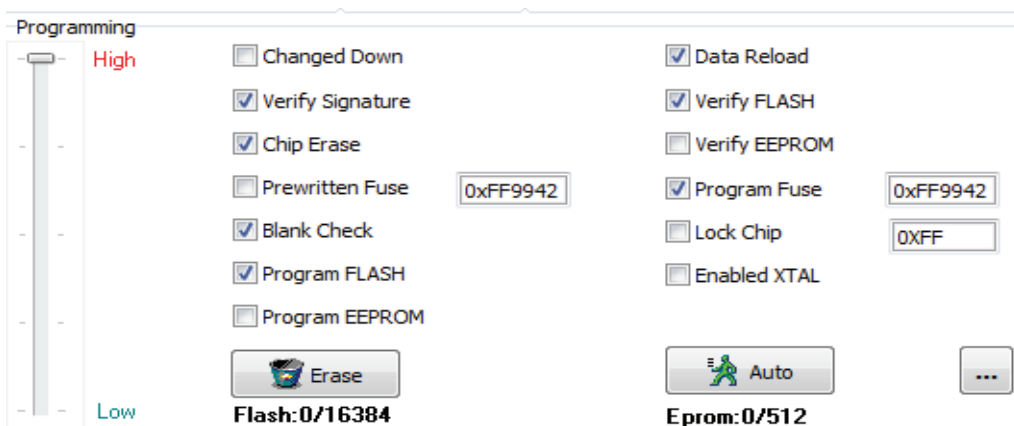 Programming
High
Changed Down
Data Reload
Verify Signature
Verify FLASH
Chip Erase
Verify EEPROM
Prewritten Fuse 0xFF9942
Program Fuse 0xFF9942
Blank Check
Lock Chip 0XFF
Program FLASH
Enabled XTAL
Program EEPROM
Erase
Auto
...
Low
Flash:0/16384
Eprom:0/512